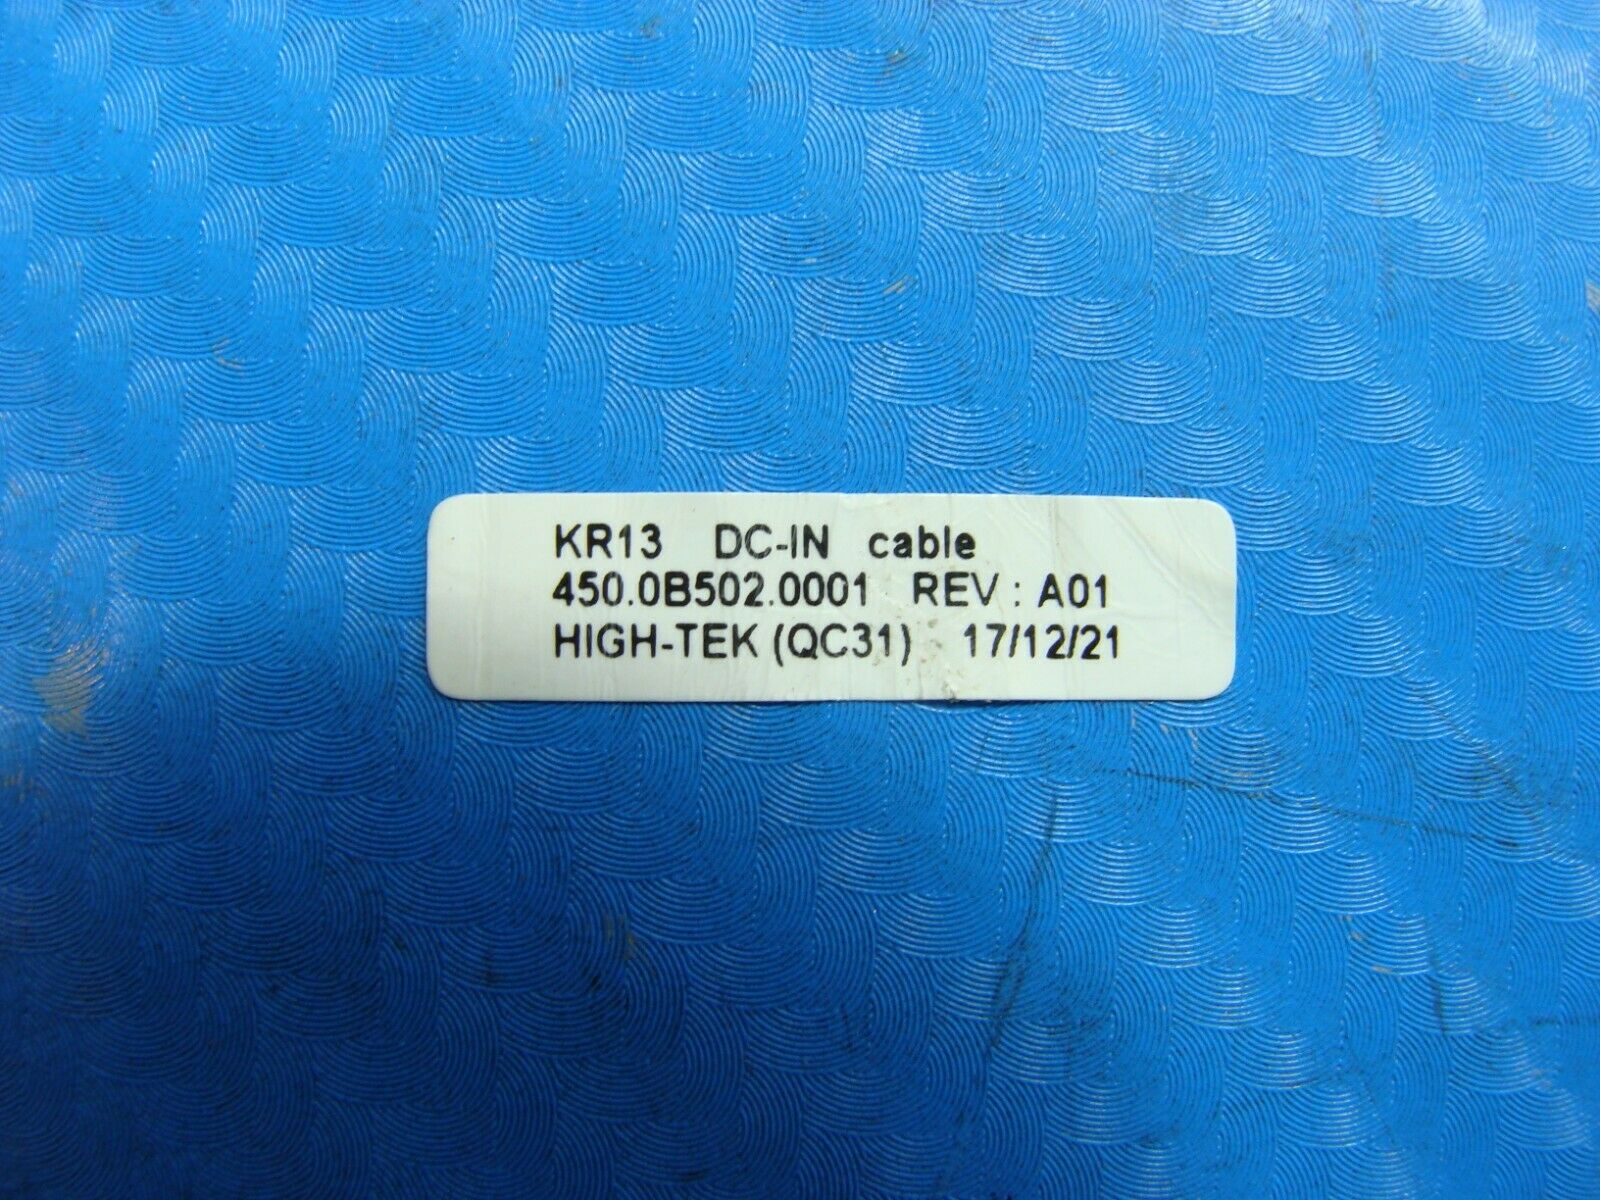 KR13 DC-IN cable
450.0B502.0001 REV : A01
HIGH-TEK (QC31) 17/12/21